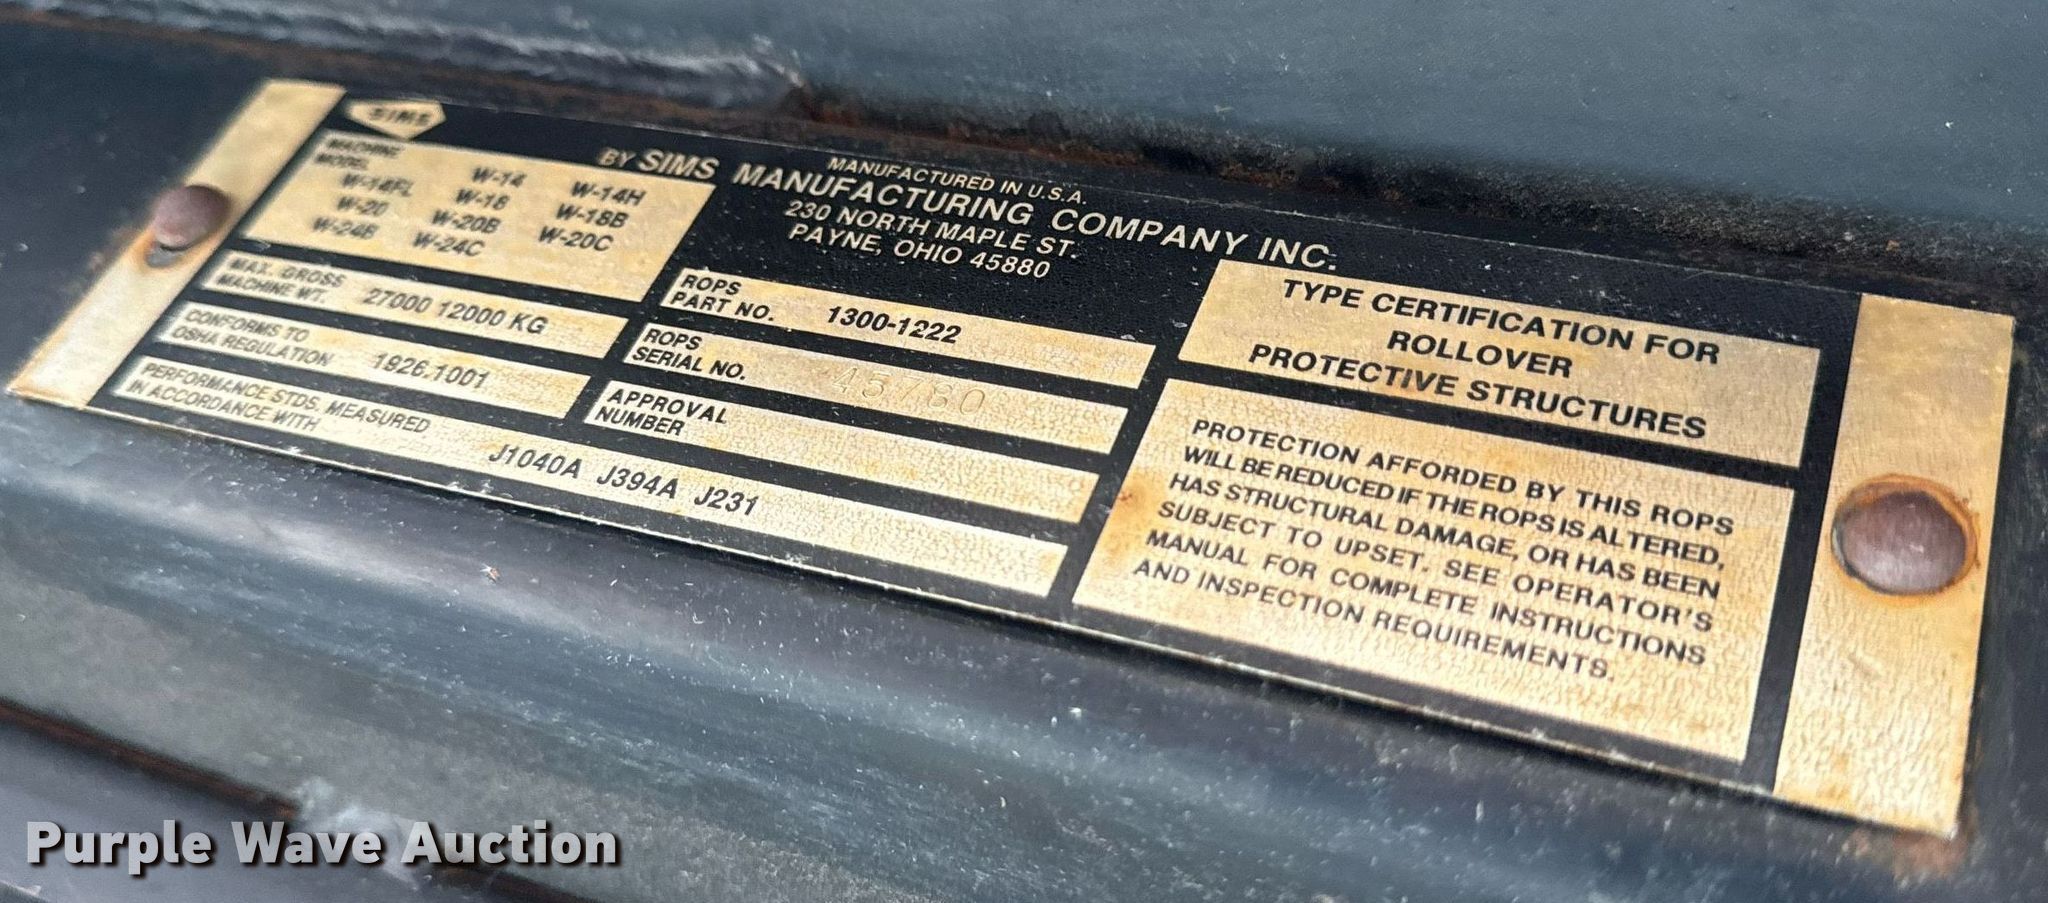 SIMS
MACHINE
MODEL
W-14 W-14H
W-14FL W-18 W-18B
W-20 W-20B W-20C
W-24B W-24C
MAX. GROSS
MACHINE WT. 27000 12000 KG
CONFORMS TO
OSHA REGULATION 1926.1001
PERFORMANCE STDS. MEASURED
IN ACCORDANCE WITH
J1040A J394A J231
MANUFACTURED IN U.S.A.
BY SIMS MANUFACTURING COMPANY INC.
230 NORTH MAPLE ST.
PAYNE, OHIO 45880
ROPS
PART NO. 1300-1222
ROPS
SERIAL NO. 45780
APPROVAL
NUMBER
TYPE CERTIFICATION FOR
ROLLOVER
PROTECTIVE STRUCTURES
PROTECTION AFFORDED BY THIS ROPS
WILL BE REDUCED IF THE ROPS IS ALTERED,
HAS STRUCTURAL DAMAGE, OR HAS BEEN
SUBJECT TO UPSET. SEE OPERATOR'S
MANUAL FOR COMPLETE INSTRUCTIONS
AND INSPECTION REQUIREMENTS.
Purple Wave Auction